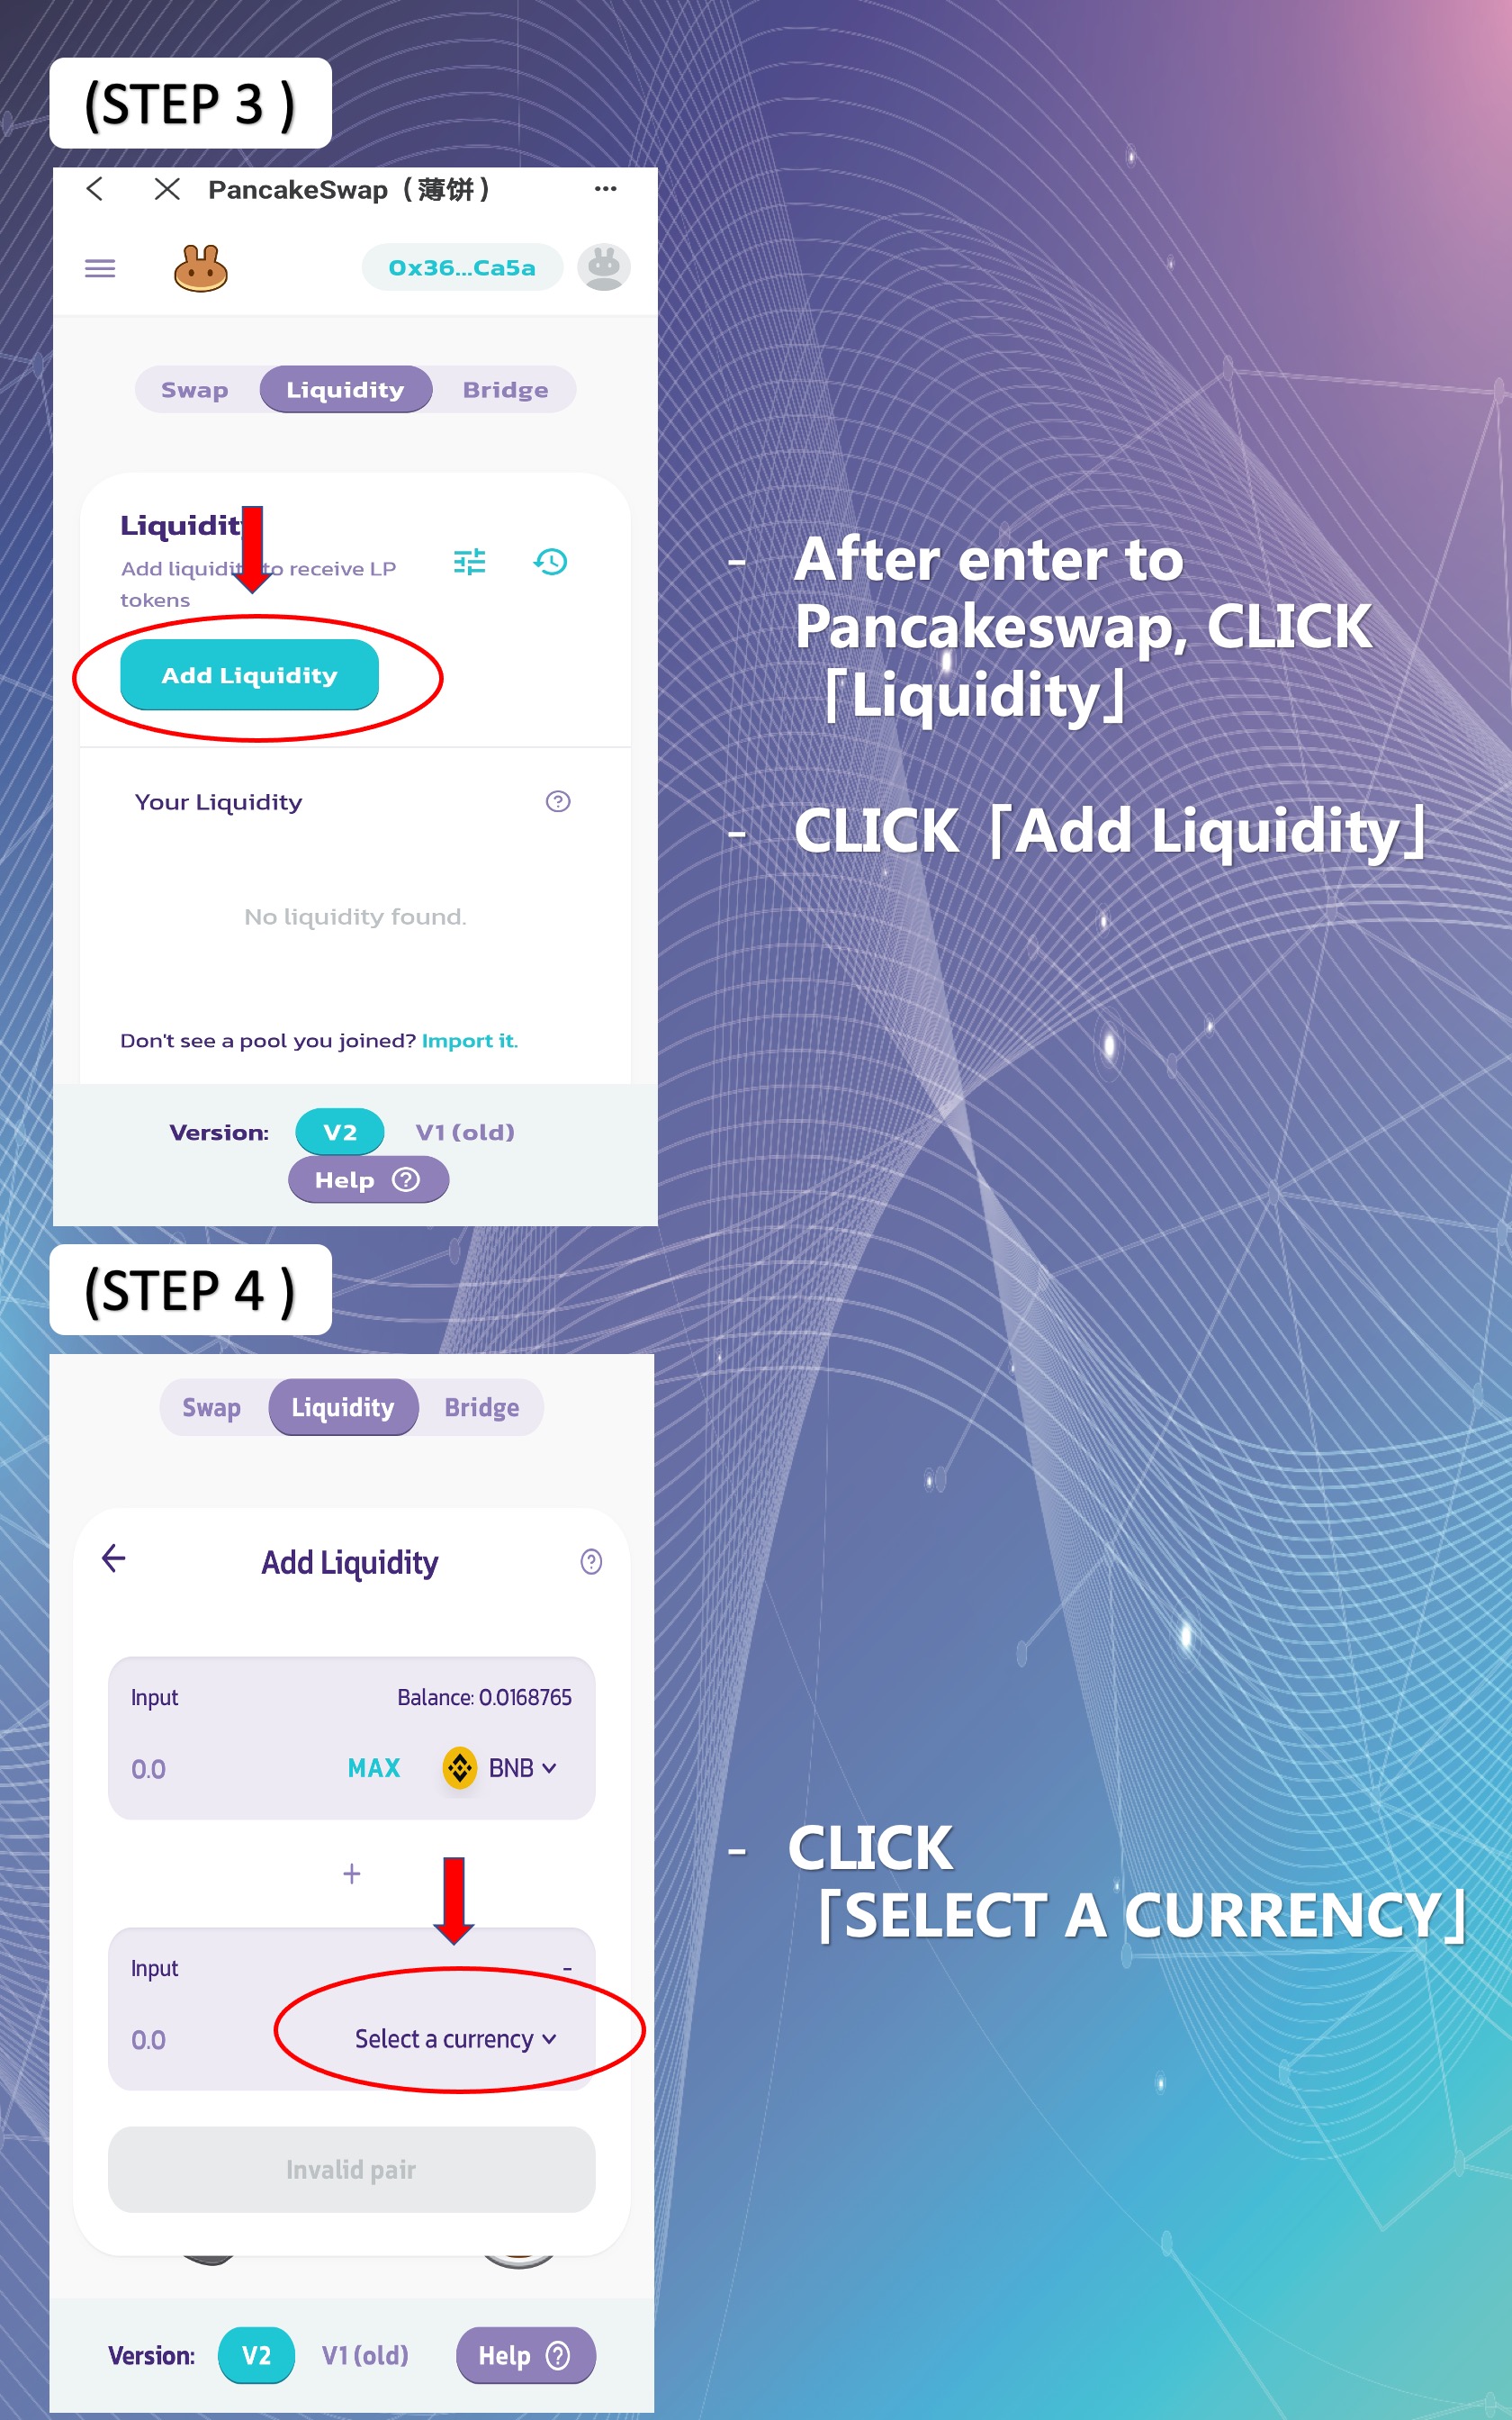 (STEP 3 )
PancakeSwap（薄饼）
0x36...Ca5a
Swap Liquidity Bridge
Liquidity
Add liquidity to receive LP
tokens
Add Liquidity
Your Liquidity
No liquidity found.
Don't see a pool you joined? Import it.
Version: V2 V1 (old)
Help
- After enter to
Pancakeswap, CLICK
「Liquidity」
- CLICK「Add Liquidity」
(STEP 4 )
Swap Liquidity Bridge
Add Liquidity
Input Balance: 0.0168765
0.0 MAX BNB
+
Input -
0.0 Select a currency
Invalid pair
Version: V2 V1 (old) Help
- CLICK
「SELECT A CURRENCY」